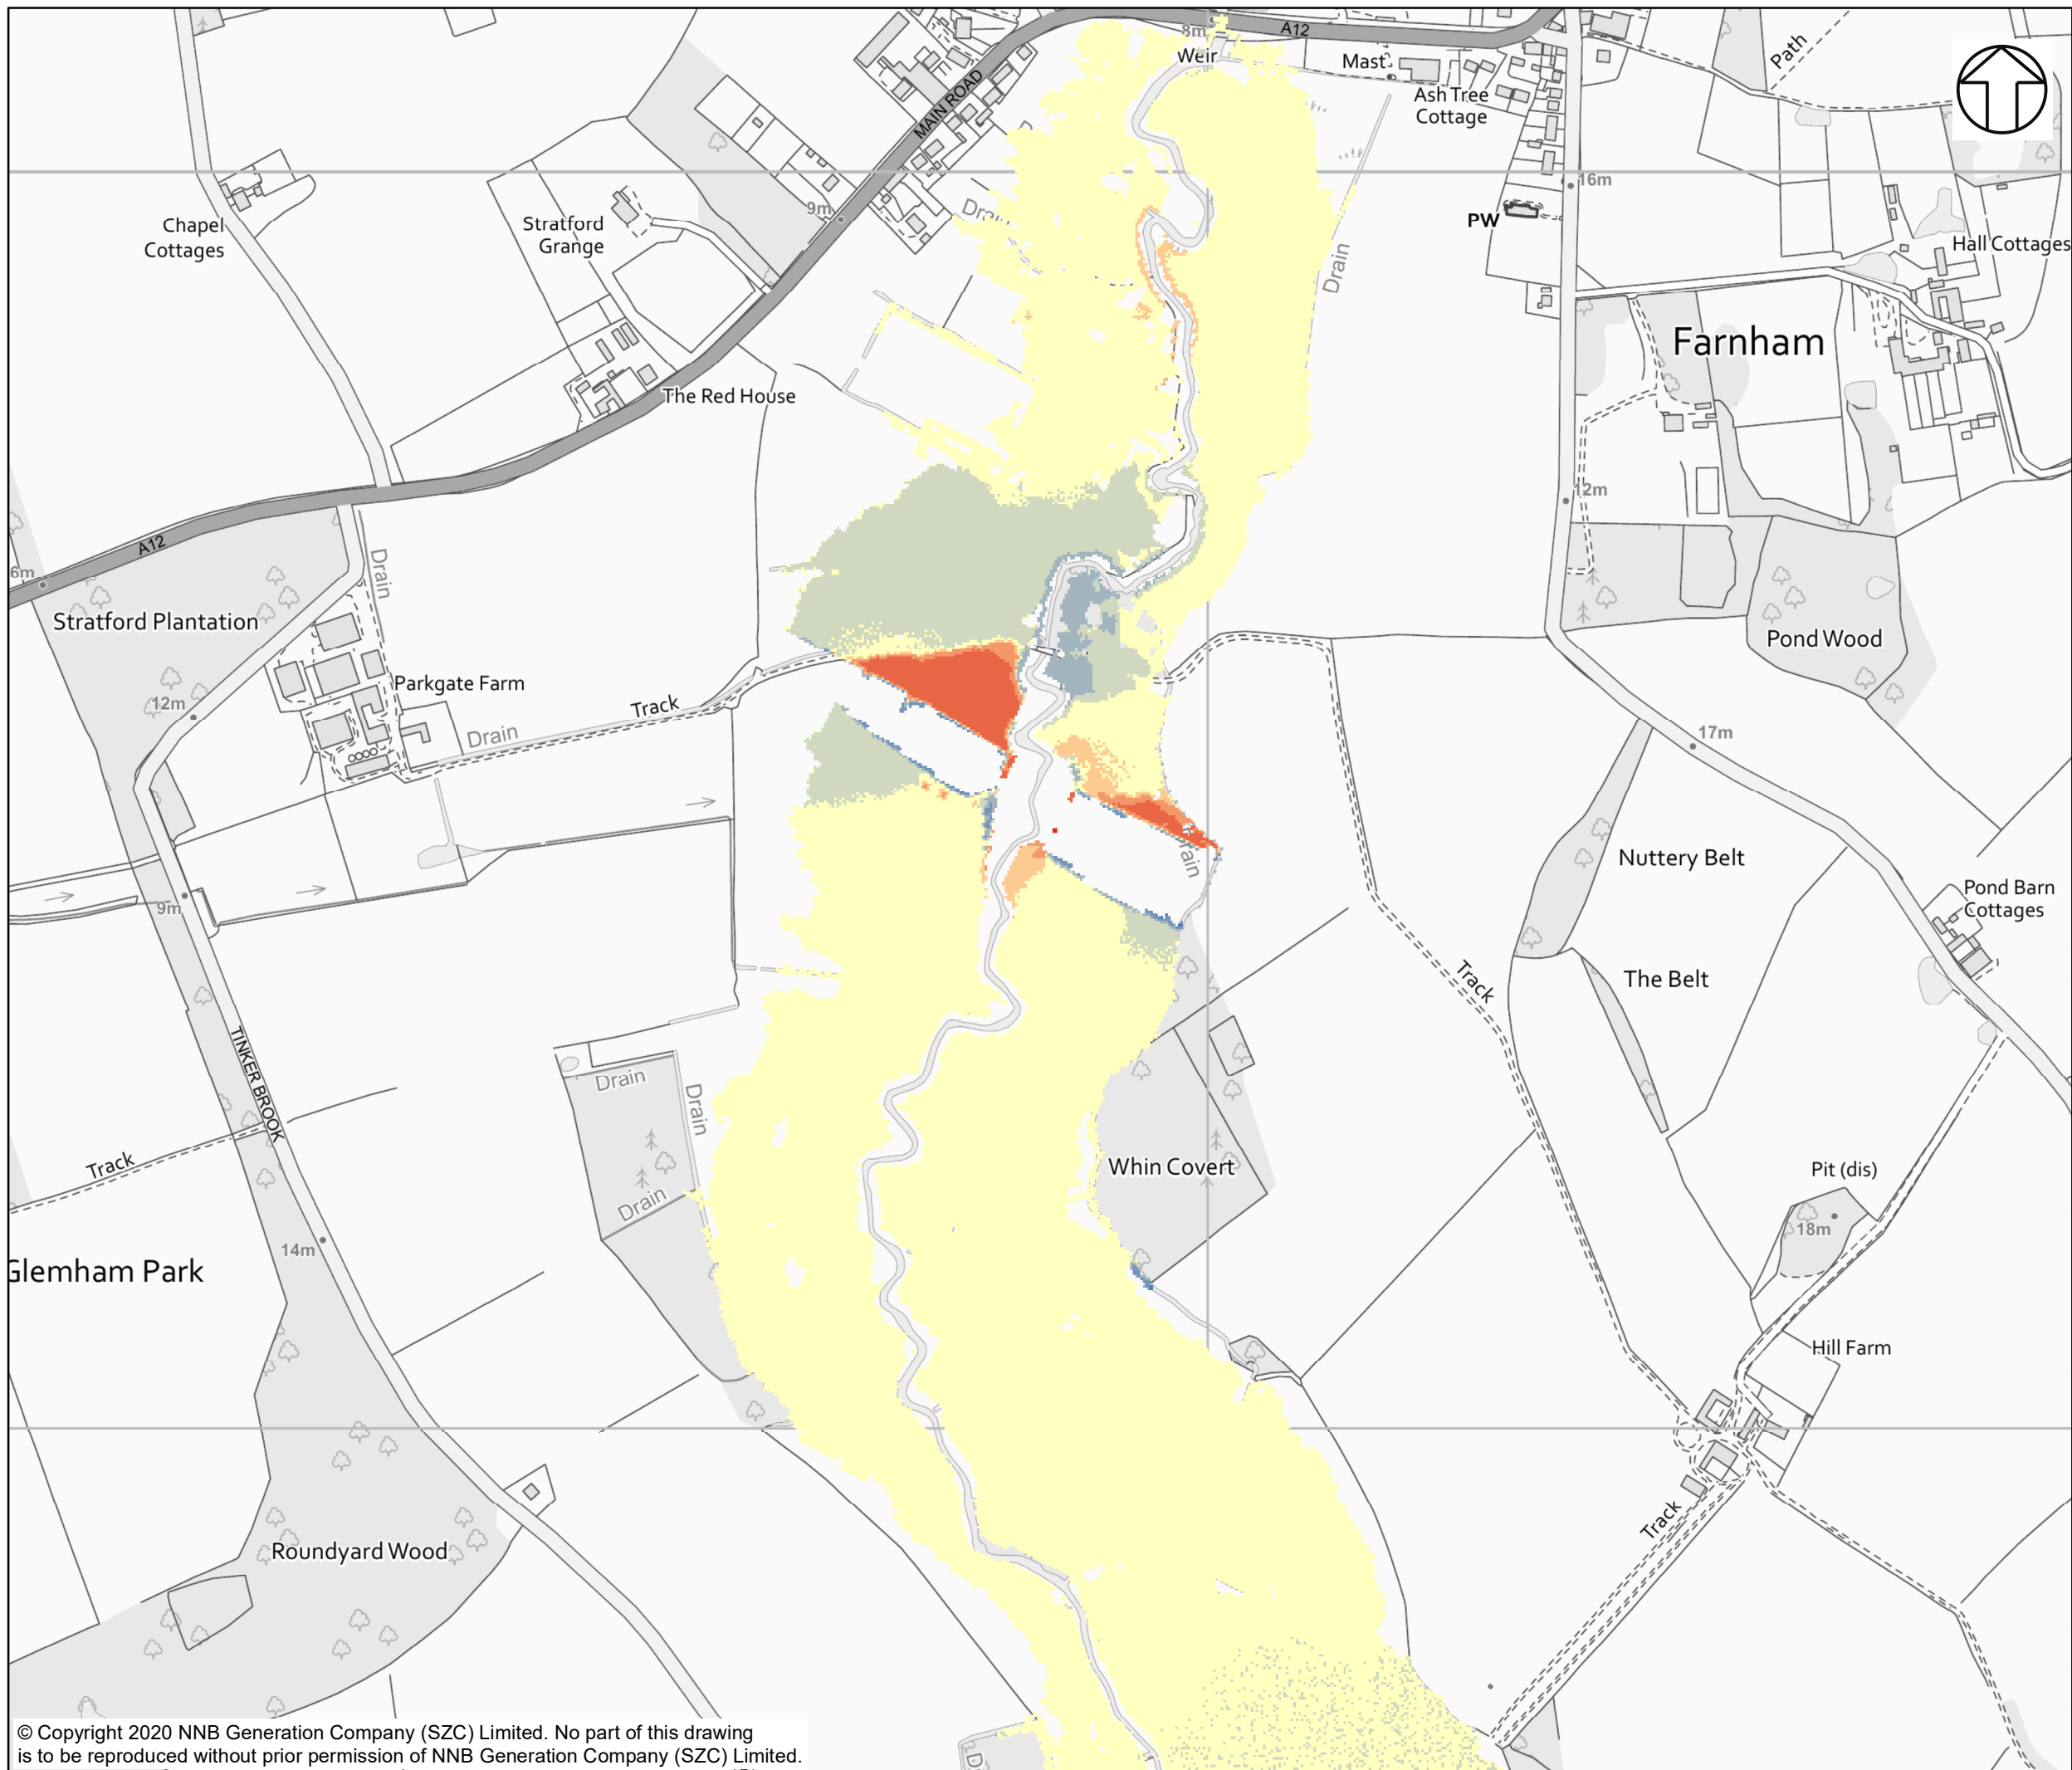 A12
8m
Weir
Mast
Path
Ash Tree
Cottage
MAIN ROAD
16m
PW
Chapel
Cottages
9m
Stratford
Grange
Drain
Hall Cottages
Drain
Farnham
The Red House
12m
A12
Drain
6m
Stratford Plantation
Pond Wood
Parkgate Farm
12m
Track
Drain
17m
Nuttery Belt
Pond Barn
Cottages
9m
The Belt
Track
TINKER BROOK
Drain
Drain
Track
Whin Covert
Pit (dis)
Drain
18m
14m
Glemham Park
Hill Farm
Track
Roundyard Wood
© Copyright 2020 NNB Generation Company (SZC) Limited. No part of this drawing
is to be reproduced without prior permission of NNB Generation Company (SZC) Limited.